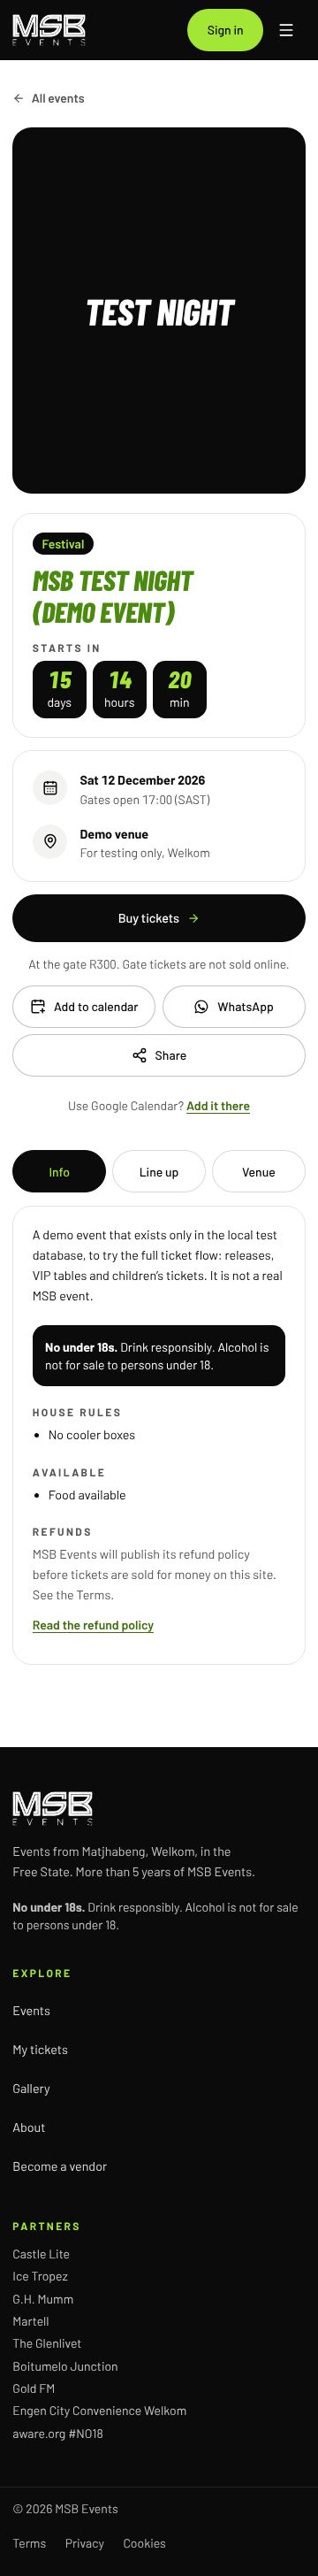 MSB
EVENTS
Sign in
All events
TEST NIGHT
Festival
MSB TEST NIGHT
(DEMO EVENT)
STARTS IN
15 14 20
days hours min
Sat 12 December 2026
Gates open 17:00 (SAST)
Demo venue
For testing only, Welkom
Buy tickets
At the gate R300. Gate tickets are not sold online.
Add to calendar WhatsApp
Share
Use Google Calendar? Add it there
Info Line up Venue
A demo event that exists only in the local test
database, to try the full ticket flow: releases,
VIP tables and children’s tickets. It is not a real
MSB event.
No under 18s. Drink responsibly. Alcohol is
not for sale to persons under 18.
HOUSE RULES
• No cooler boxes
AVAILABLE
• Food available
REFUNDS
MSB Events will publish its refund policy
before tickets are sold for money on this site.
See the Terms.
Read the refund policy
MSB
EVENTS
Events from Matjhabeng, Welkom, in the
Free State. More than 5 years of MSB Events.
No under 18s. Drink responsibly. Alcohol is not for sale
to persons under 18.
EXPLORE
Events
My tickets
Gallery
About
Become a vendor
PARTNERS
Castle Lite
Ice Tropez
G.H. Mumm
Martell
The Glenlivet
Boitumelo Junction
Gold FM
Engen City Convenience Welkom
aware.org #NO18
© 2026 MSB Events
Terms Privacy Cookies